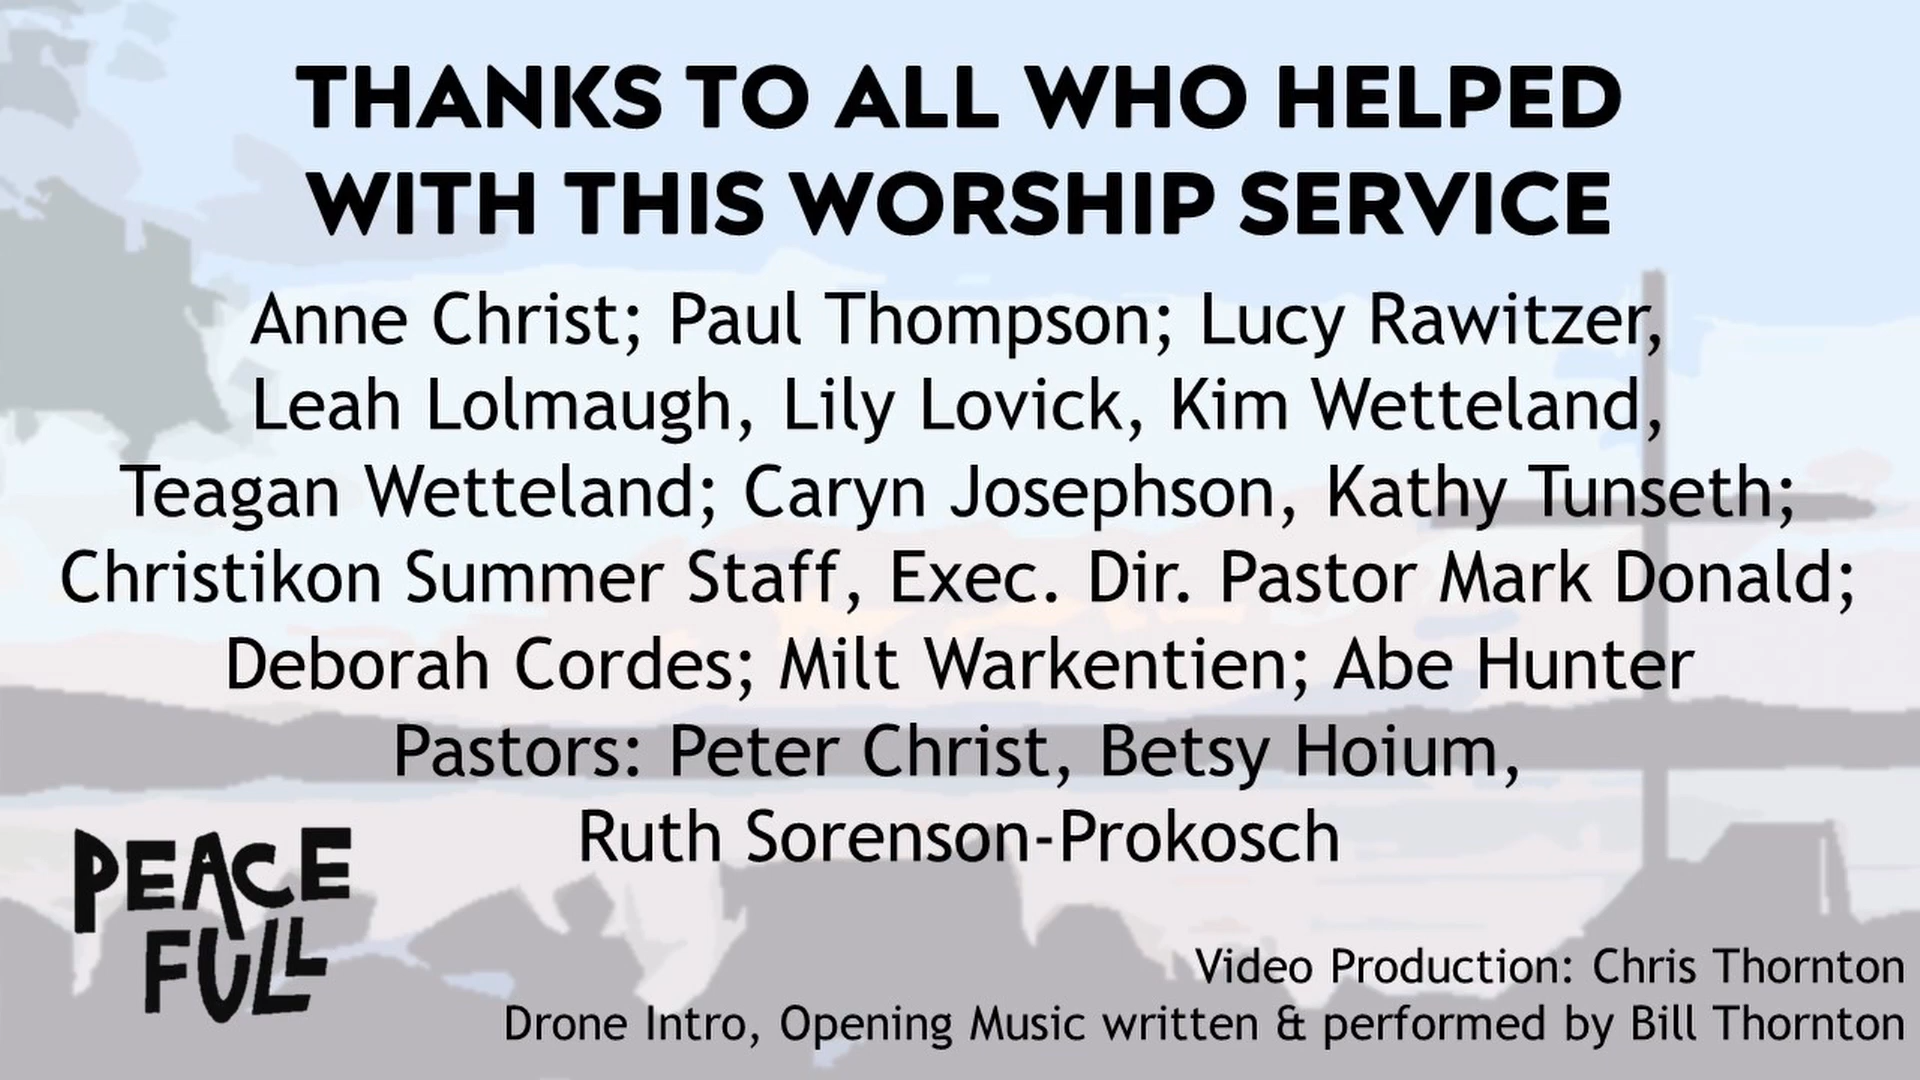 THANKS TO ALL WHO HELPED
WITH THIS WORSHIP SERVICE
Anne Christ; Paul Thompson; Lucy Rawitzer,
Leah Lolmaugh, Lily Lovick, Kim Wetteland,
Teagan Wetteland; Caryn Josephson, Kathy Tunseth;
Christikon Summer Staff, Exec. Dir. Pastor Mark Donald;
Deborah Cordes; Milt Warkentien; Abe Hunter
Pastors: Peter Christ, Betsy Hoium,
Ruth Sorenson-Prokosch
PEACE
FULL
Video Production: Chris Thornton
Drone Intro, Opening Music written & performed by Bill Thornton